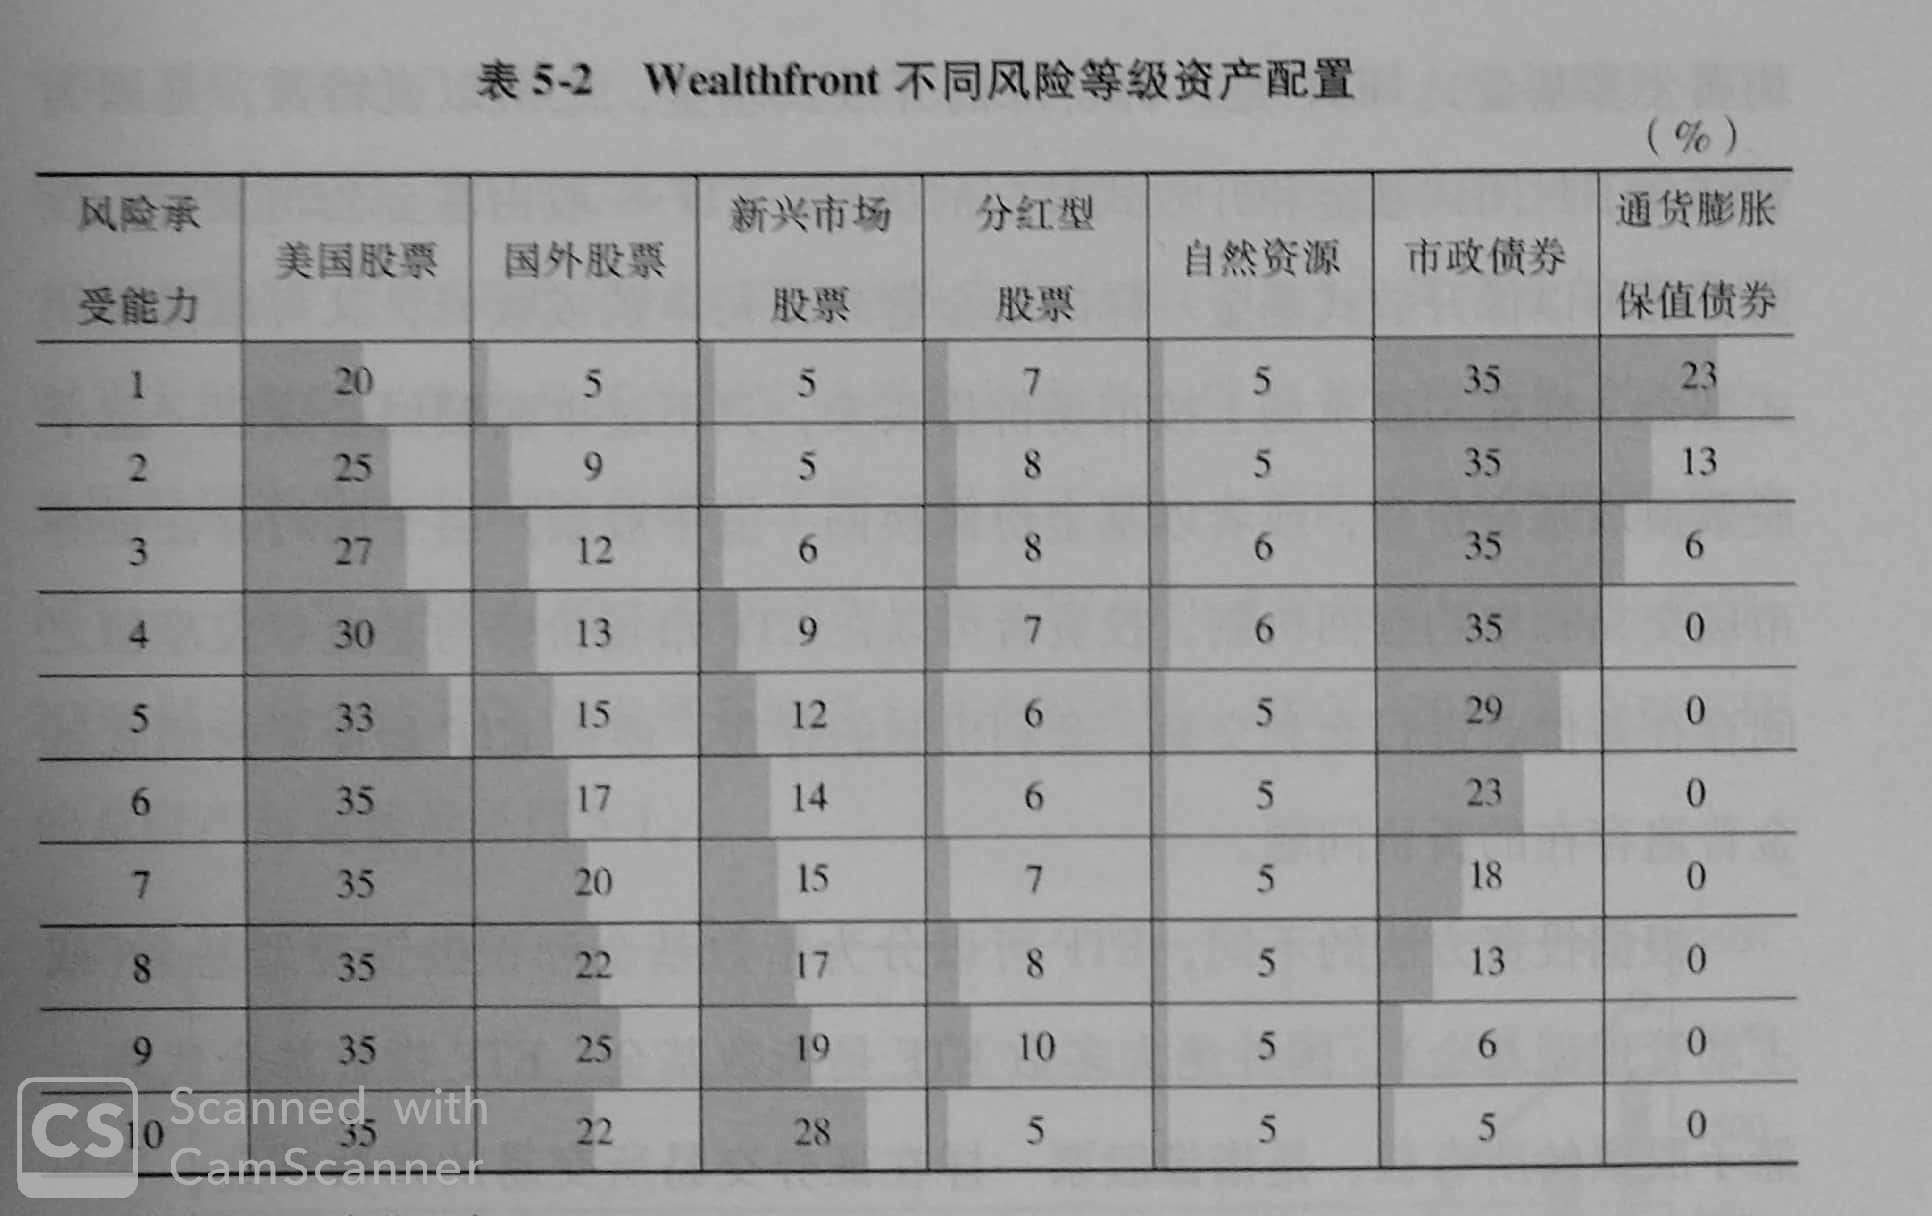 表 5-2 Wealthfront 不同风险等级资产配置
(%)
风险承受能力 美国股票 国外股票 新兴市场股票 分红型股票 自然资源 市政债券 通货膨胀保值债券
1 20 5 5 7 5 35 23
2 25 9 5 8 5 35 13
3 27 12 6 8 6 35 6
4 30 13 9 7 6 35 0
5 33 15 12 6 5 29 0
6 35 17 14 6 5 23 0
7 35 20 15 7 5 18 0
8 35 22 17 8 5 13 0
9 35 25 19 10 5 6 0
10 35 22 28 5 5 5 0
CS Scanned with
CamScanner